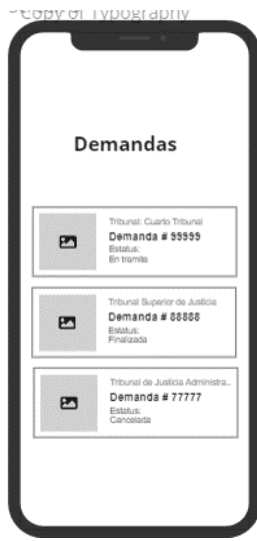 Copy of Typography
Demandas
Tribunal: Cuarto Tribunal
Demanda # 99999
Estatus:
En tramite
Tribunal Superior de Justicia
Demanda # 88888
Estatus:
Finalizada
Tribunal de Justicia Administra..
Demanda # 77777
Estatus:
Cancelada